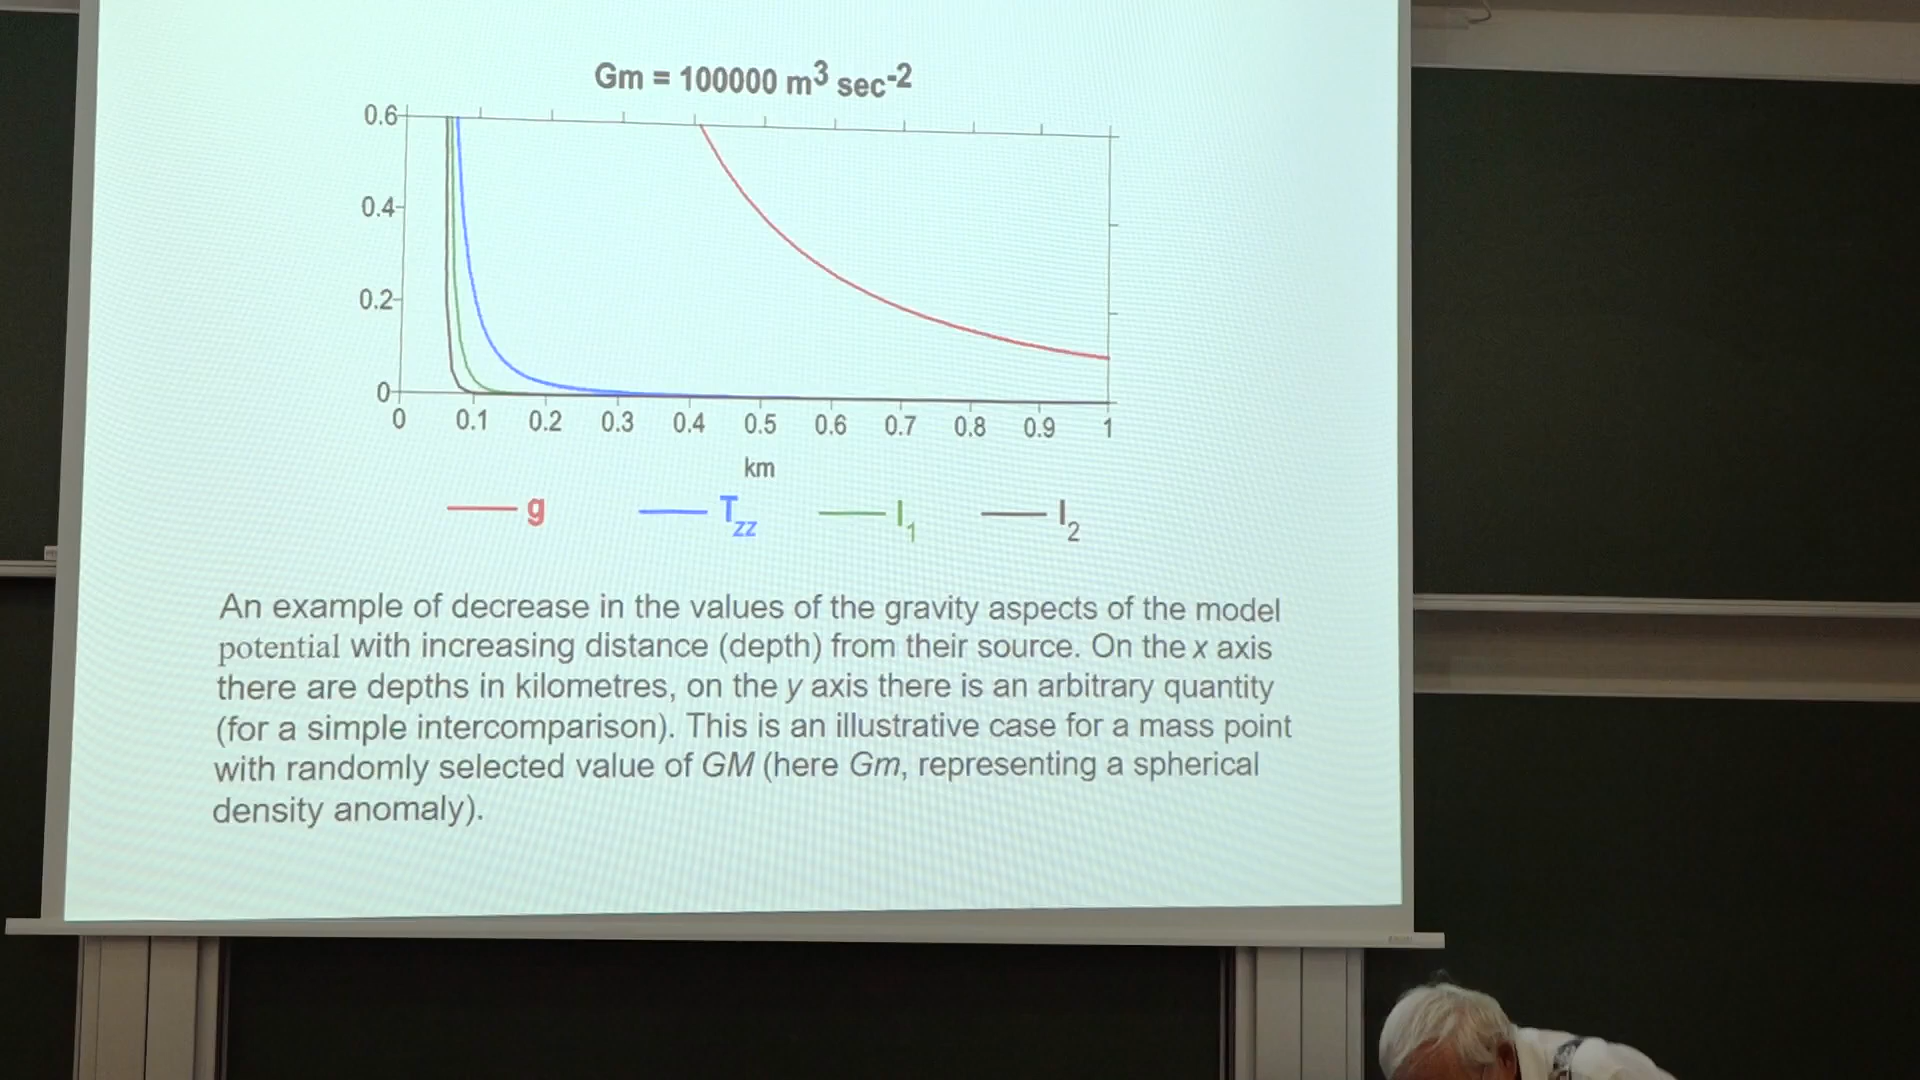 Gm = 100000 m³ sec⁻²
0.6
0.4
0.2
0
0 0.1 0.2 0.3 0.4 0.5 0.6 0.7 0.8 0.9 1
km
g T_zz I_1 I_2
An example of decrease in the values of the gravity aspects of the model
potential with increasing distance (depth) from their source. On the x axis
there are depths in kilometres, on the y axis there is an arbitrary quantity
(for a simple intercomparison). This is an illustrative case for a mass point
with randomly selected value of GM (here Gm, representing a spherical
density anomaly).